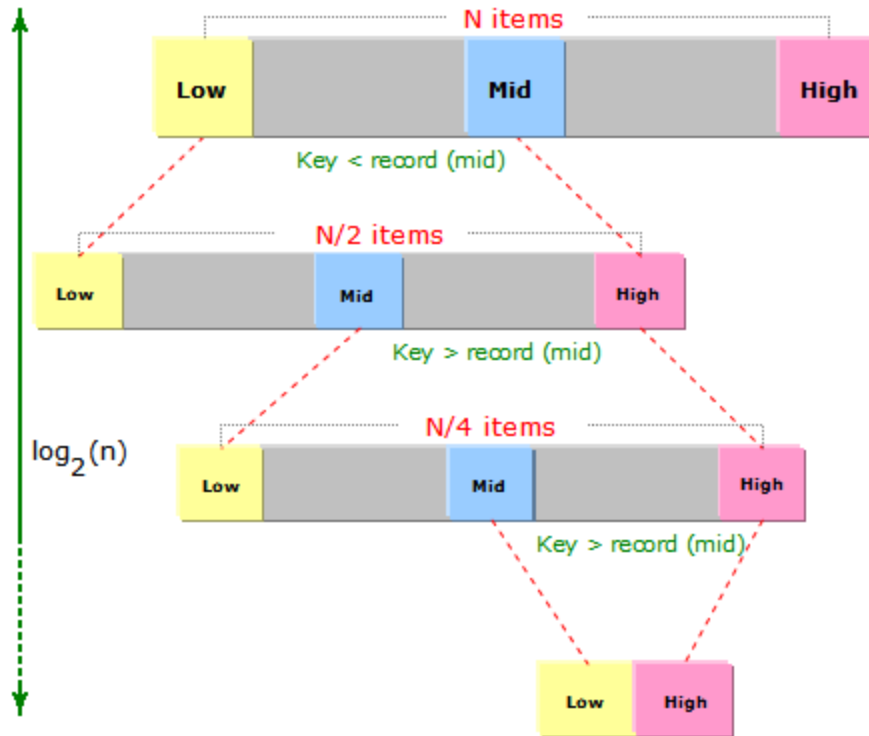 N items
Low Mid High
Key < record (mid)
N/2 items
Low Mid High
Key > record (mid)
N/4 items
log2(n)
Low Mid High
Key > record (mid)
Low High